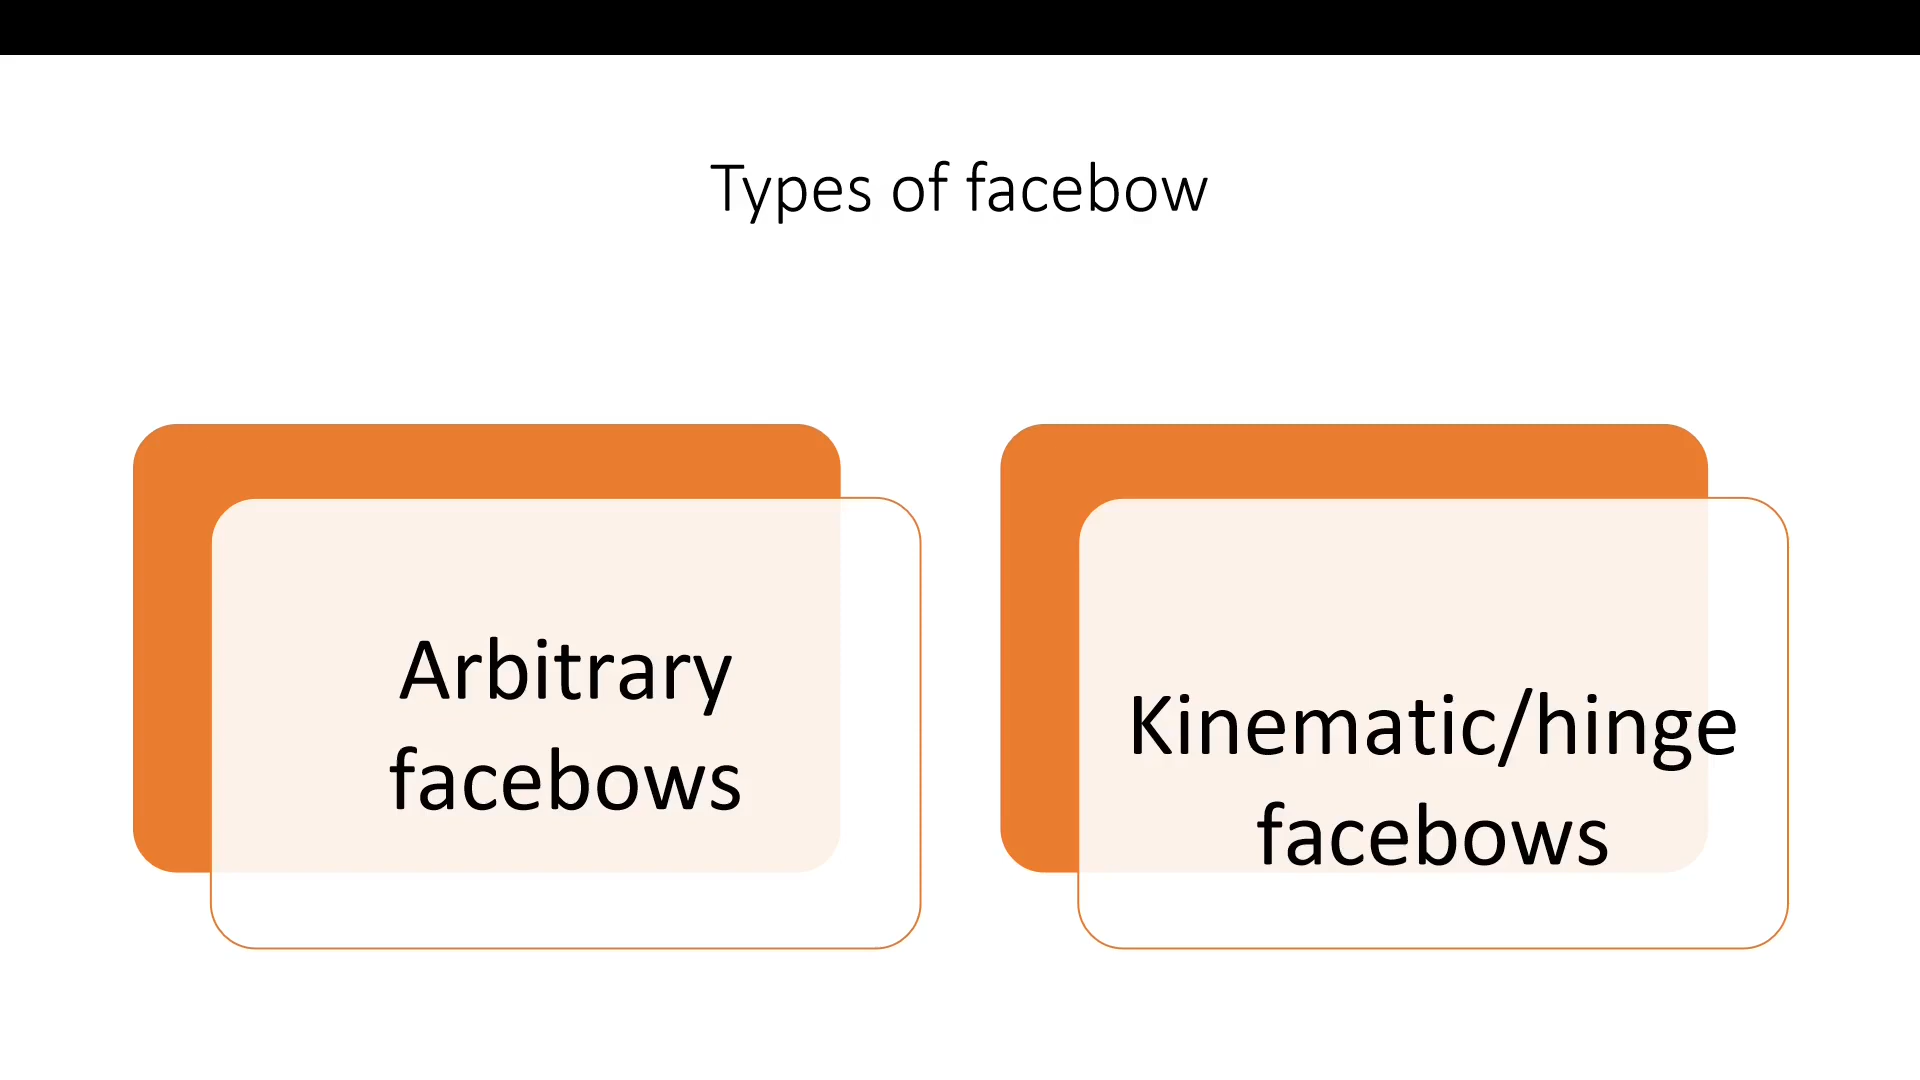 Types of facebow
Arbitrary
facebows
Kinematic/hinge
facebows